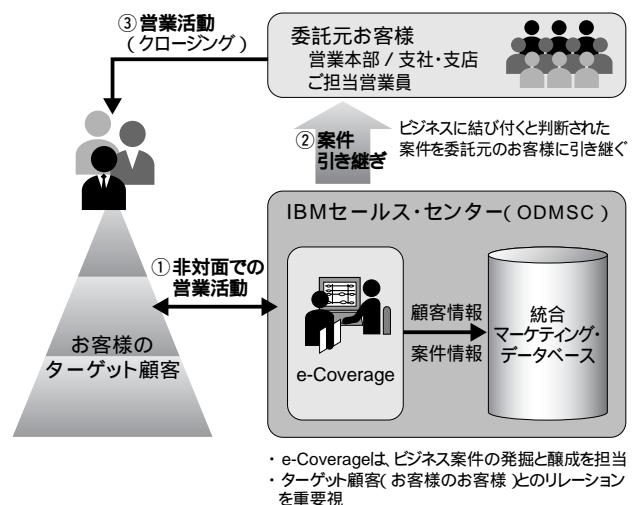 ③営業活動
(クロージング)
委託元お客様
営業本部 / 支社・支店
ご担当営業員
②案件
引き継ぎ
ビジネスに結び付くと判断された
案件を委託元のお客様に引き継ぐ
IBMセールス・センター(ODMSC)
①非対面での
営業活動
お客様の
ターゲット顧客
e-Coverage
顧客情報
案件情報
統合
マーケティング・
データベース
・e-Coverageは、ビジネス案件の発掘と醸成を担当
・ターゲット顧客(お客様のお客様)とのリレーション
を重要視